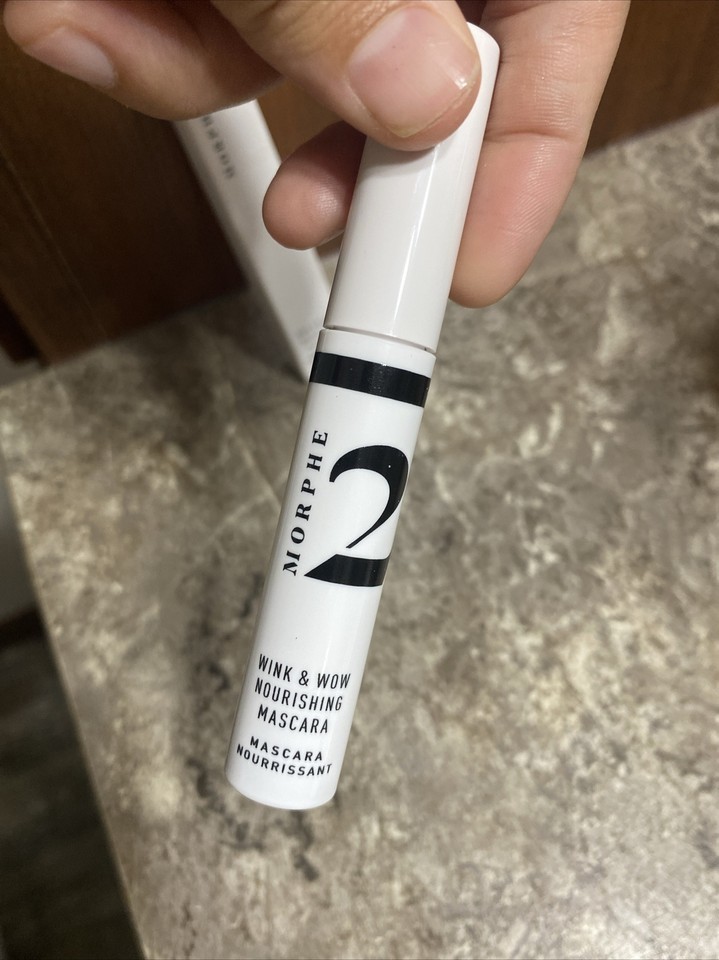 MORPHE
2
WINK & WOW
NOURISHING
MASCARA
MASCARA
NOURRISSANT